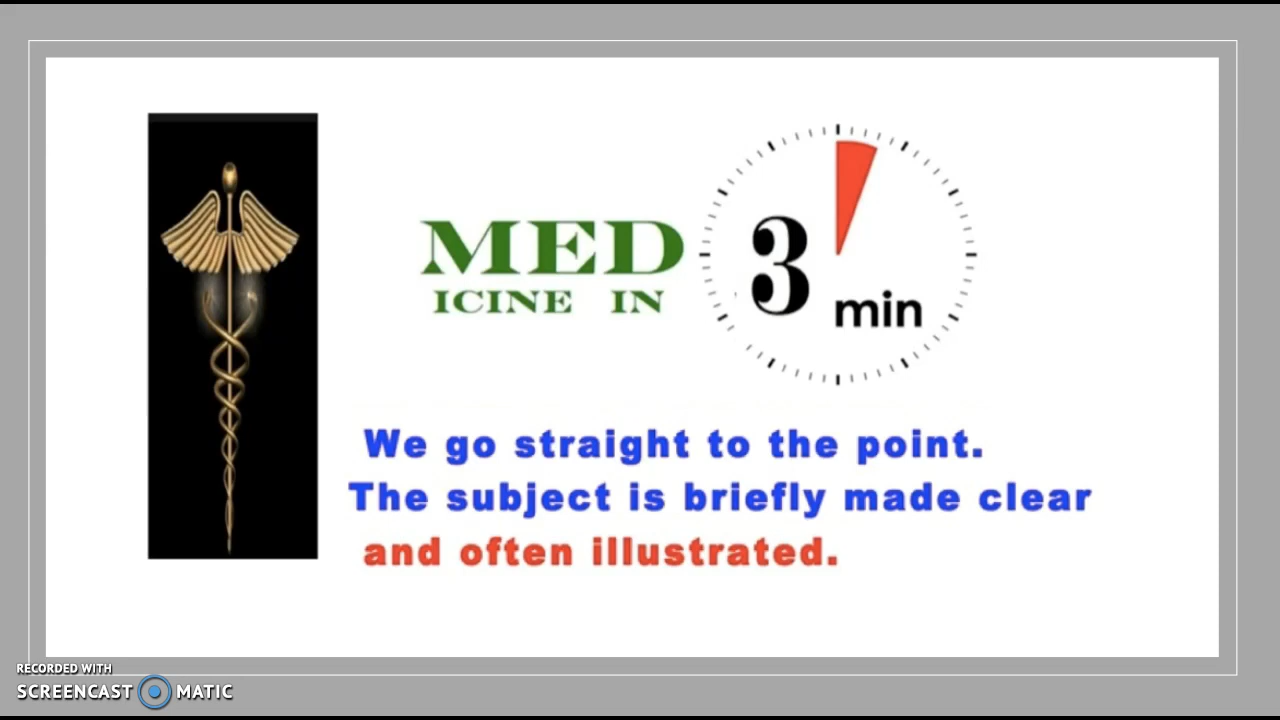 MED
ICINE IN
3
min
We go straight to the point.
The subject is briefly made clear
and often illustrated.
RECORDED WITH
SCREENCAST MATIC